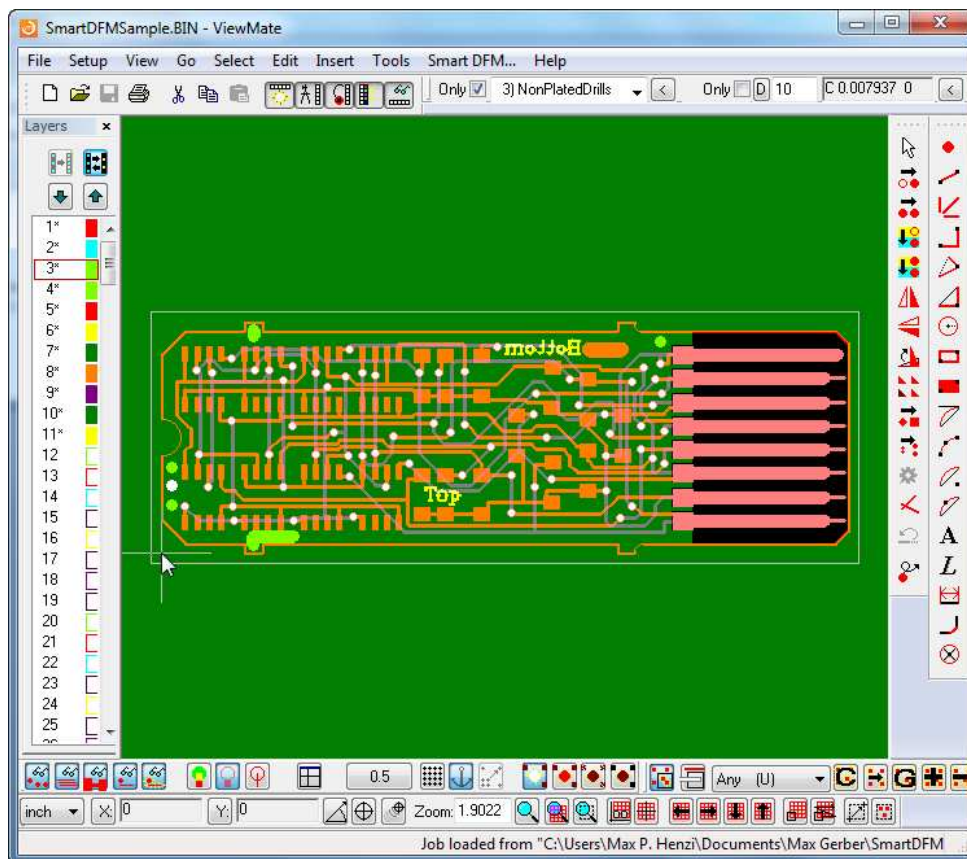 SmartDFMSample.BIN - ViewMate
File Setup View Go Select Edit Insert Tools Smart DFM... Help
Only 3) NonPlatedDrills < Only D 10 C 0.007937 0 <
Layers x
1*
2*
3*
4*
5*
6*
7*
8*
9*
10*
11*
12
13
14
15
16
17
18
19
20
21
22
23
24
25
Bottom
Top
A
L
0.5 Any (U) G G
inch X: 0 Y: 0 Zoom: 1.9022
Job loaded from "C:\Users\Max P. Henzi\Documents\Max Gerber\SmartDFM